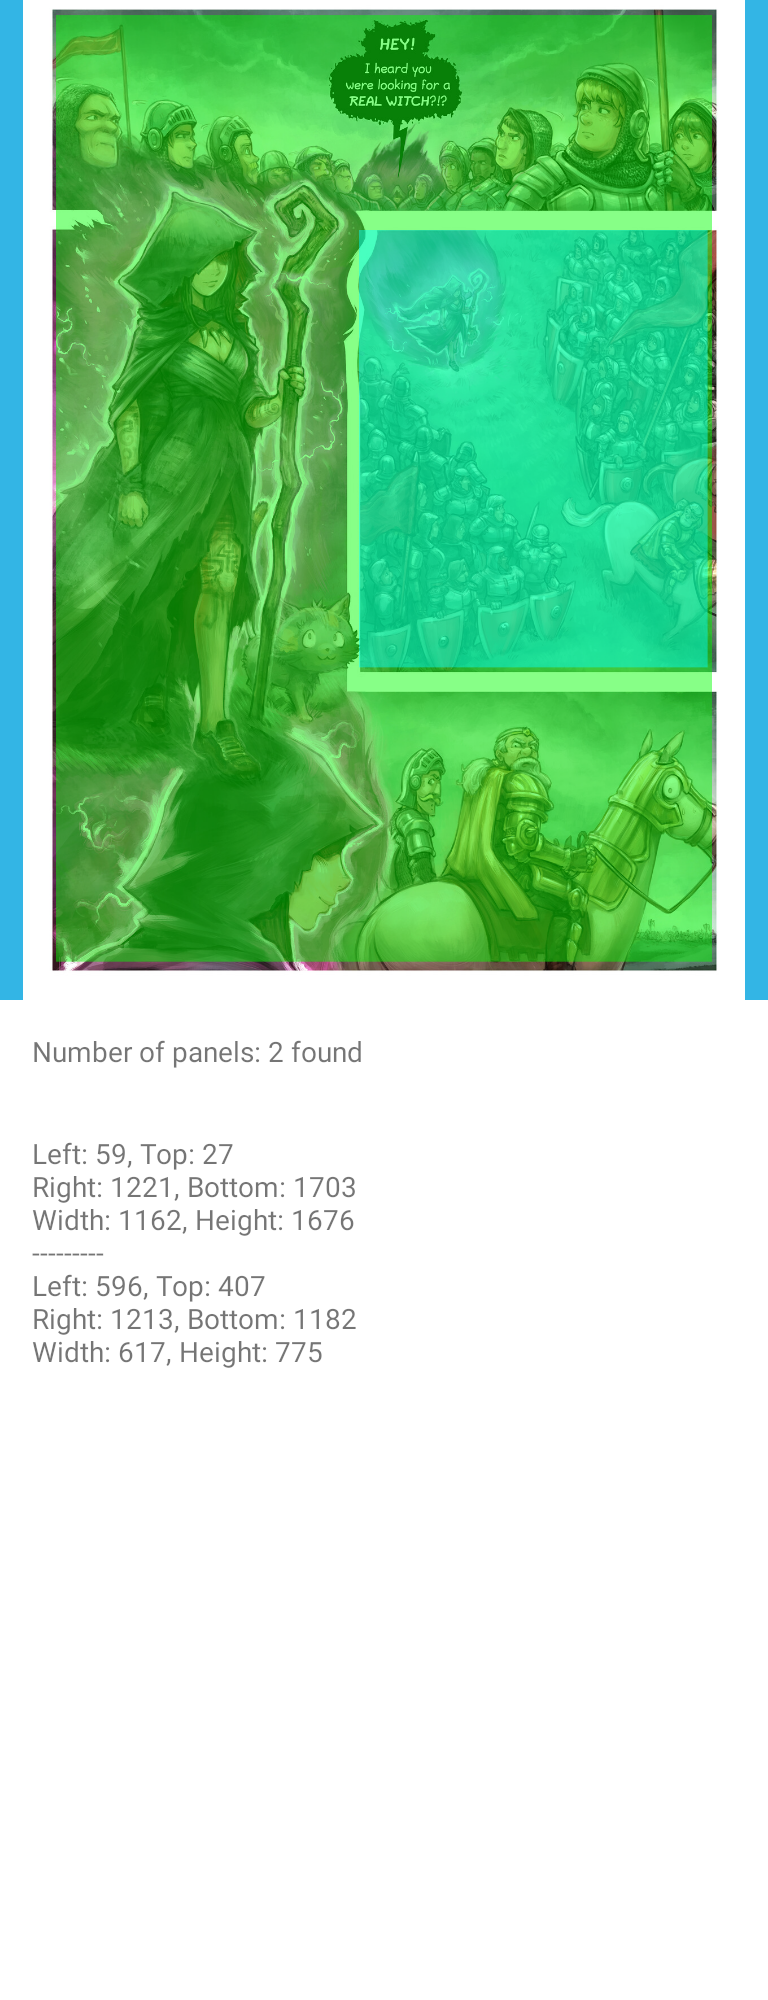 HEY!
I heard you
were looking for a
REAL WITCH?!?
Number of panels: 2 found
Left: 59, Top: 27
Right: 1221, Bottom: 1703
Width: 1162, Height: 1676
---------
Left: 596, Top: 407
Right: 1213, Bottom: 1182
Width: 617, Height: 775